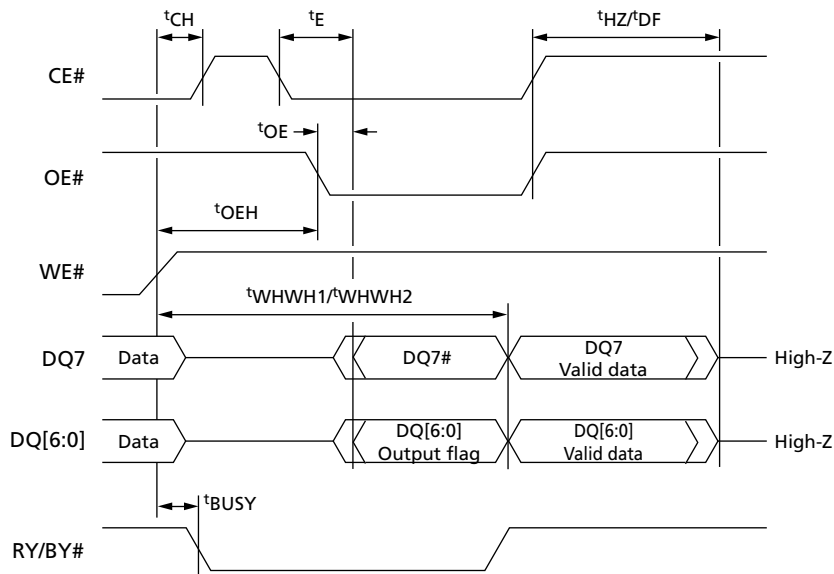 tCH tE tHZ/tDF
CE#
tOE
OE#
tOEH
WE#
tWHWH1/tWHWH2
DQ7 Data DQ7# DQ7 Valid data High-Z
DQ[6:0] Data DQ[6:0] Output flag DQ[6:0] Valid data High-Z
tBUSY
RY/BY#